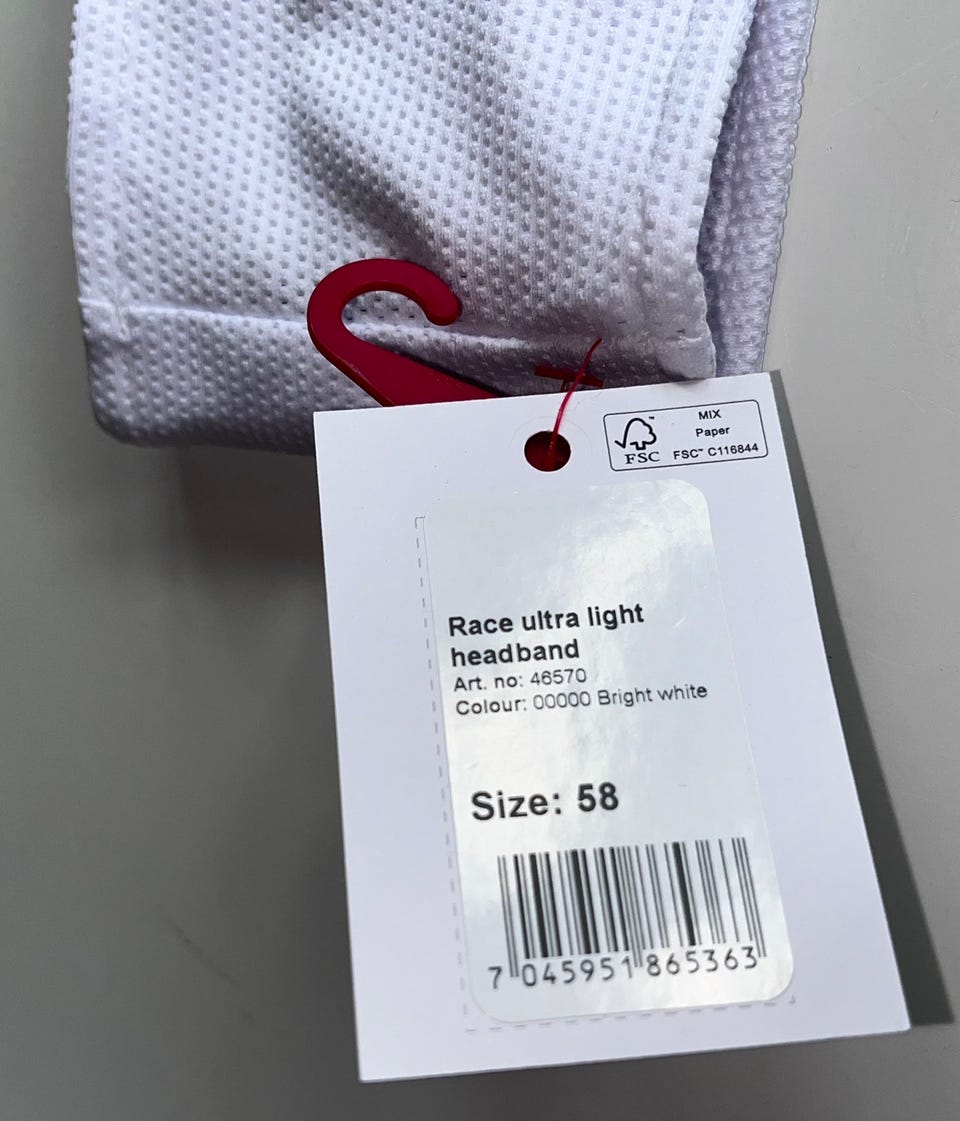 MIX
Paper
FSC™ C116844
FSC
Race ultra light
headband
Art. no: 46570
Colour: 00000 Bright white
Size: 58
7 045951 865363